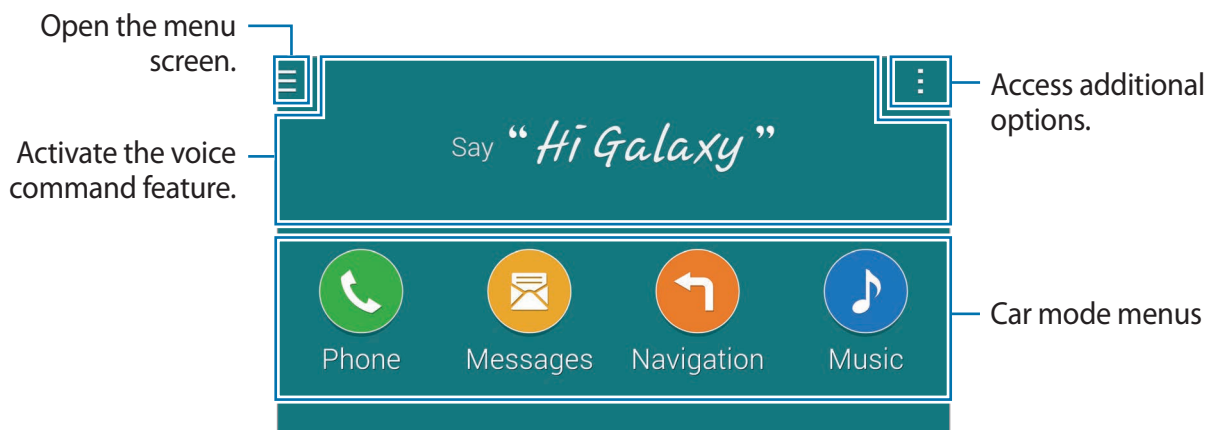 Open the menu
screen.
Access additional
options.
Activate the voice
command feature.
Say “Hi Galaxy”
Phone Messages Navigation Music
Car mode menus